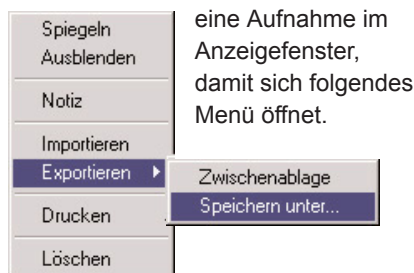 eine Aufnahme im
Anzeigefenster,
damit sich folgendes
Menü öffnet.
Spiegeln
Ausblenden
Notiz
Importieren
Exportieren
Drucken
Löschen
Zwischenablage
Speichern unter...